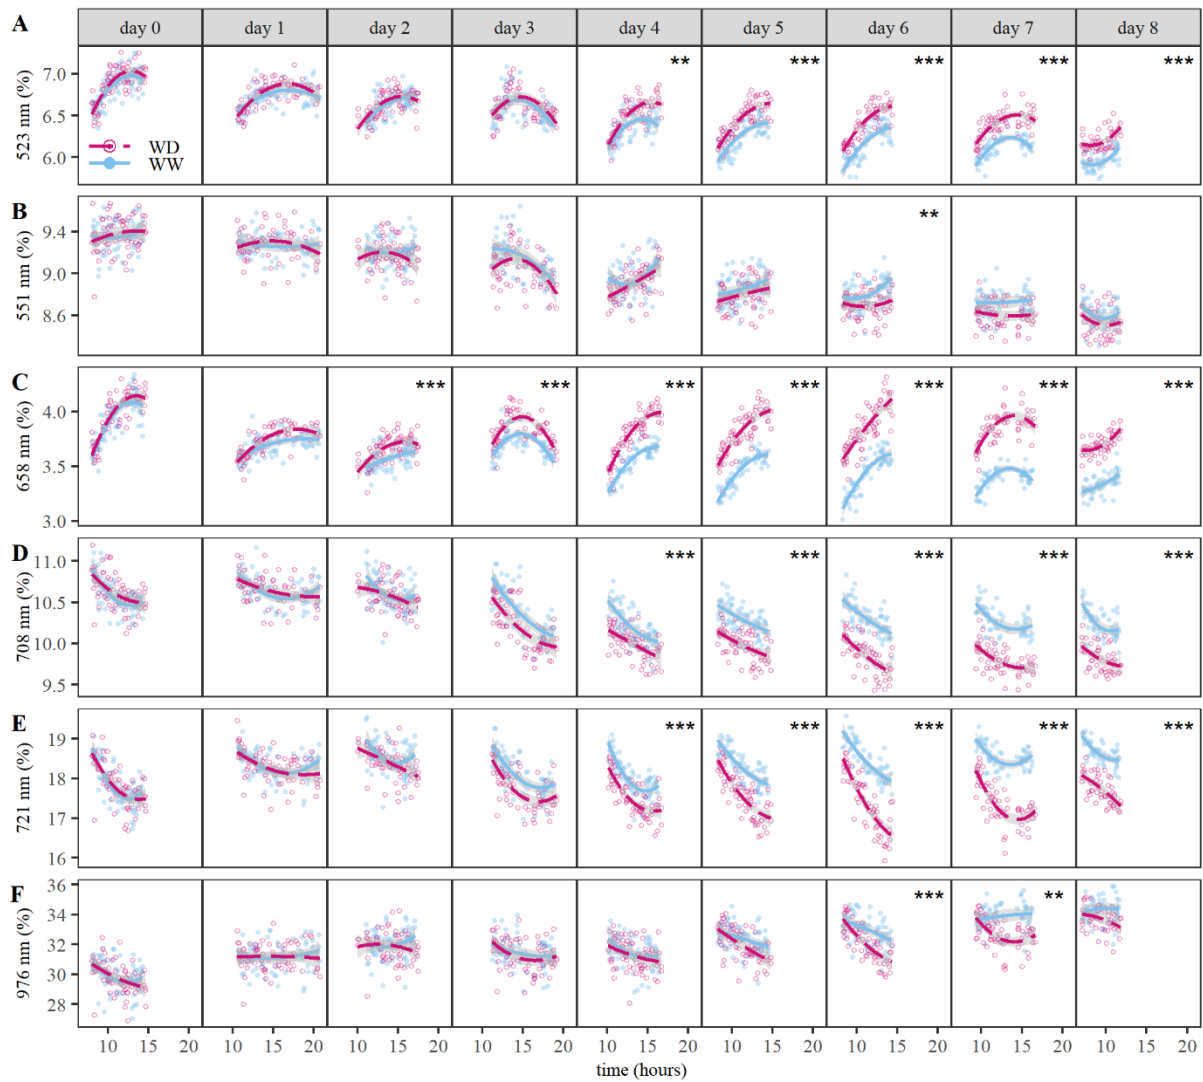 A day 0 day 1 day 2 day 3 day 4 day 5 day 6 day 7 day 8
523 nm (%)
7.0
6.5
6.0
** *** *** *** ***
WD
WW
B
551 nm (%)
9.4
9.0
8.6
**
C
658 nm (%)
4.0
3.5
3.0
*** *** *** *** *** *** ***
D
708 nm (%)
11.0
10.5
10.0
9.5
*** *** *** *** ***
E
721 nm (%)
19
18
17
16
*** *** *** *** ***
F
976 nm (%)
36
34
32
30
28
*** **
10 15 20 10 15 20 10 15 20 10 15 20 10 15 20 10 15 20 10 15 20 10 15 20 10 15 20
time (hours)